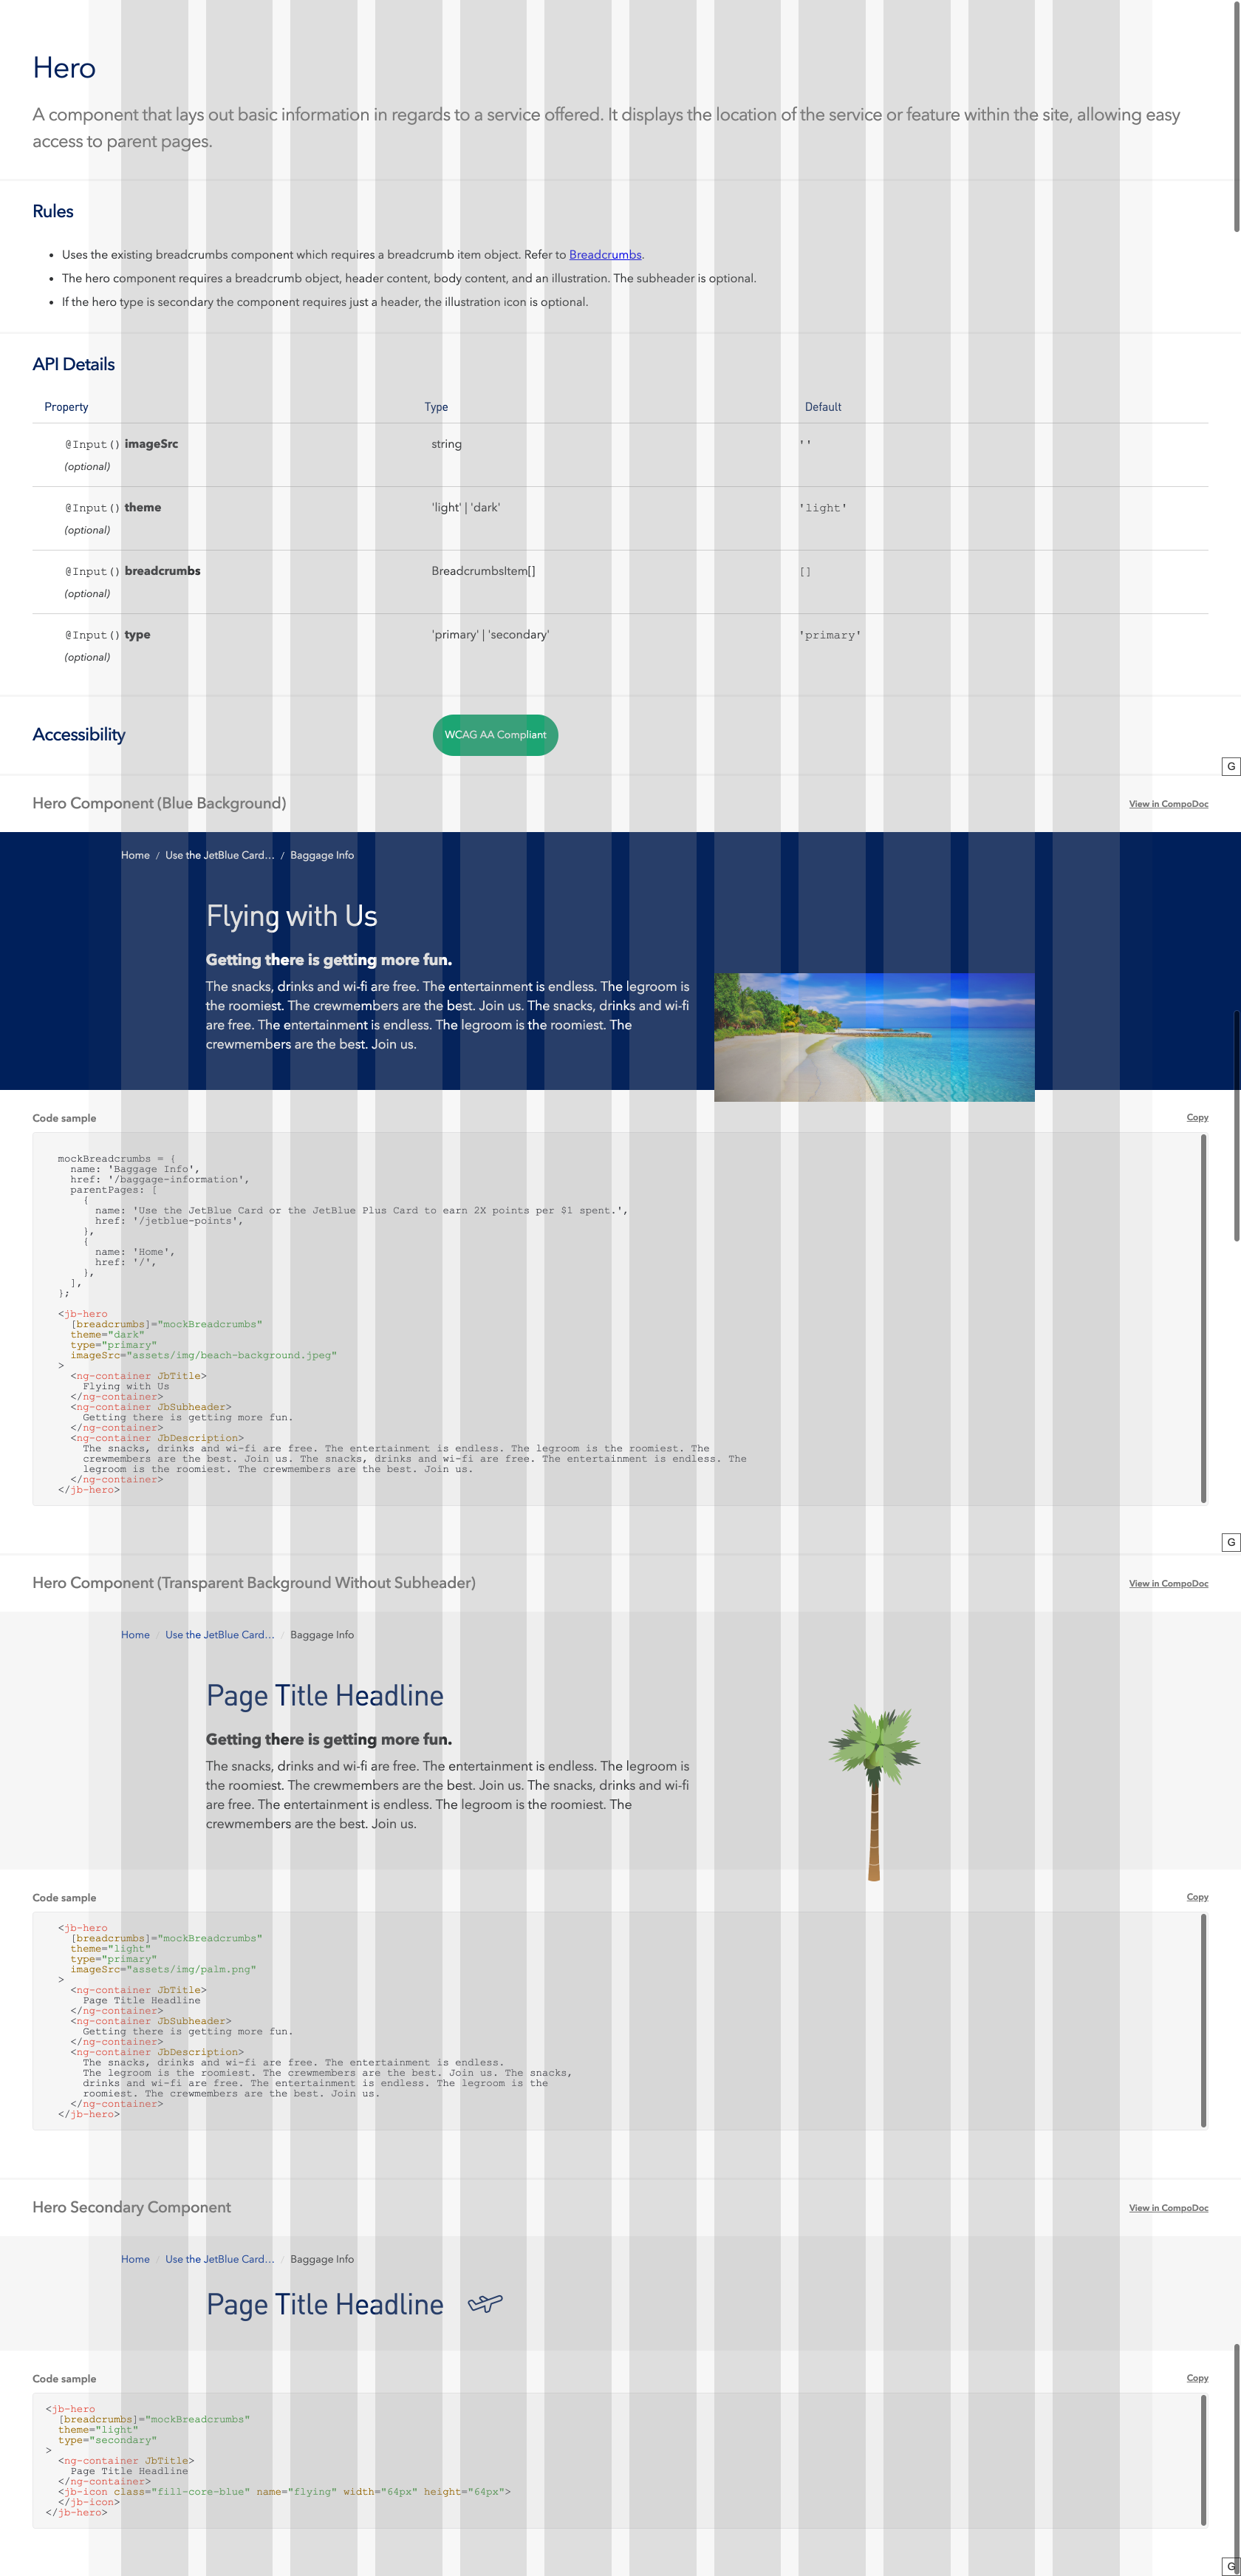 Hero
A component that lays out basic information in regards to a service offered. It displays the location of the service or feature within the site, allowing easy
access to parent pages.
Rules
• Uses the existing breadcrumbs component which requires a breadcrumb item object. Refer to Breadcrumbs.
• The hero component requires a breadcrumb object, header content, body content, and an illustration. The subheader is optional.
• If the hero type is secondary the component requires just a header, the illustration icon is optional.
API Details
Property Type Default
@Input() imageSrc string ''
(optional)
@Input() theme 'light' | 'dark' 'light'
(optional)
@Input() breadcrumbs BreadcrumbsItem[] []
(optional)
@Input() type 'primary' | 'secondary' 'primary'
(optional)
Accessibility WCAG AA Compliant
G
Hero Component (Blue Background) View in CompoDoc
Home / Use the JetBlue Card... / Baggage Info
Flying with Us
Getting there is getting more fun.
The snacks, drinks and wi-fi are free. The entertainment is endless. The legroom is
the roomiest. The crewmembers are the best. Join us. The snacks, drinks and wi-fi
are free. The entertainment is endless. The legroom is the roomiest. The
crewmembers are the best. Join us.
Code sample Copy
mockBreadcrumbs = {
name: 'Baggage Info',
href: '/baggage-information',
parentPages: [
{
name: 'Use the JetBlue Card or the JetBlue Plus Card to earn 2X points per $1 spent.',
href: '/jetblue-points',
},
{
name: 'Home',
href: '/',
},
],
};
<jb-hero
[breadcrumbs]="mockBreadcrumbs"
theme="dark"
type="primary"
imageSrc="assets/img/beach-background.jpeg"
>
<ng-container JbTitle>
Flying with Us
</ng-container>
<ng-container JbSubheader>
Getting there is getting more fun.
</ng-container>
<ng-container JbDescription>
The snacks, drinks and wi-fi are free. The entertainment is endless. The legroom is the roomiest. The
crewmembers are the best. Join us. The snacks, drinks and wi-fi are free. The entertainment is endless. The
legroom is the roomiest. The crewmembers are the best. Join us.
</ng-container>
</jb-hero>
G
Hero Component (Transparent Background Without Subheader) View in CompoDoc
Home / Use the JetBlue Card... / Baggage Info
Page Title Headline
Getting there is getting more fun.
The snacks, drinks and wi-fi are free. The entertainment is endless. The legroom is
the roomiest. The crewmembers are the best. Join us. The snacks, drinks and wi-fi
are free. The entertainment is endless. The legroom is the roomiest. The
crewmembers are the best. Join us.
Code sample Copy
<jb-hero
[breadcrumbs]="mockBreadcrumbs"
theme="light"
type="primary"
imageSrc="assets/img/palm.png"
>
<ng-container JbTitle>
Page Title Headline
</ng-container>
<ng-container JbSubheader>
Getting there is getting more fun.
</ng-container>
<ng-container JbDescription>
The snacks, drinks and wi-fi are free. The entertainment is endless.
The legroom is the roomiest. The crewmembers are the best. Join us. The snacks,
drinks and wi-fi are free. The entertainment is endless. The legroom is the
roomiest. The crewmembers are the best. Join us.
</ng-container>
</jb-hero>
Hero Secondary Component View in CompoDoc
Home / Use the JetBlue Card... / Baggage Info
Page Title Headline
Code sample Copy
<jb-hero
[breadcrumbs]="mockBreadcrumbs"
theme="light"
type="secondary"
>
<ng-container JbTitle>
Page Title Headline
</ng-container>
<jb-icon class="fill-core-blue" name="flying" width="64px" height="64px">
</jb-icon>
</jb-hero>
G